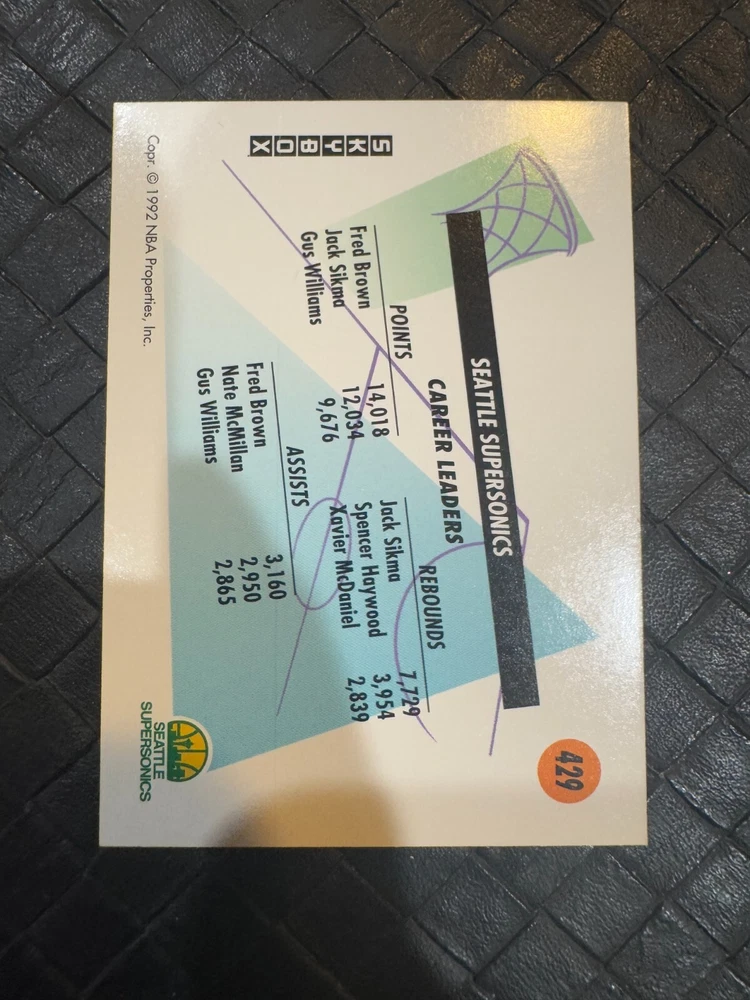 SKYBOX
429
SEATTLE SUPERSONICS
CAREER LEADERS
POINTS
Fred Brown 14,018
Jack Sikma 12,034
Gus Williams 9,676
REBOUNDS
Jack Sikma 7,729
Spencer Haywood 3,954
Xavier McDaniel 2,839
ASSISTS
Fred Brown 3,160
Nate McMillan 2,950
Gus Williams 2,865
Copr. © 1992 NBA Properties, Inc.
SEATTLE
SUPERSONICS